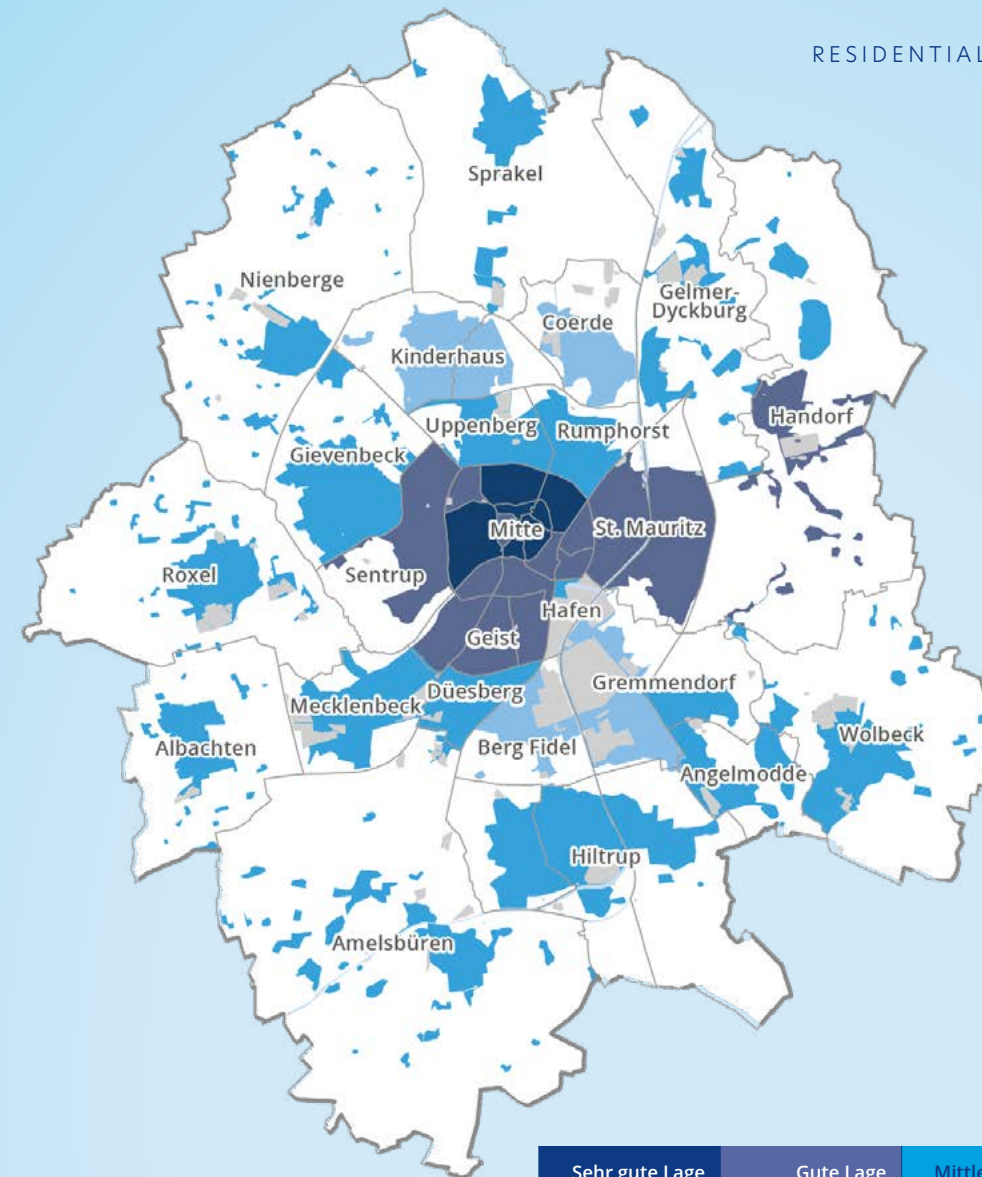 RESIDENTIAL
Sprakel
Nienberge
Gelmer-
Dyckburg
Coerde
Kinderhaus
Handorf
Uppenberg
Rumphorst
Gievenbeck
Mitte
St. Mauritz
Roxel
Sentrup
Hafen
Geist
Gremmendorf
Düesberg
Mecklenbeck
Wolbeck
Albachten
Berg Fidel
Angelmodde
Hiltrup
Amelsbüren
Sehr gute Lage
Gute Lage
Mittle